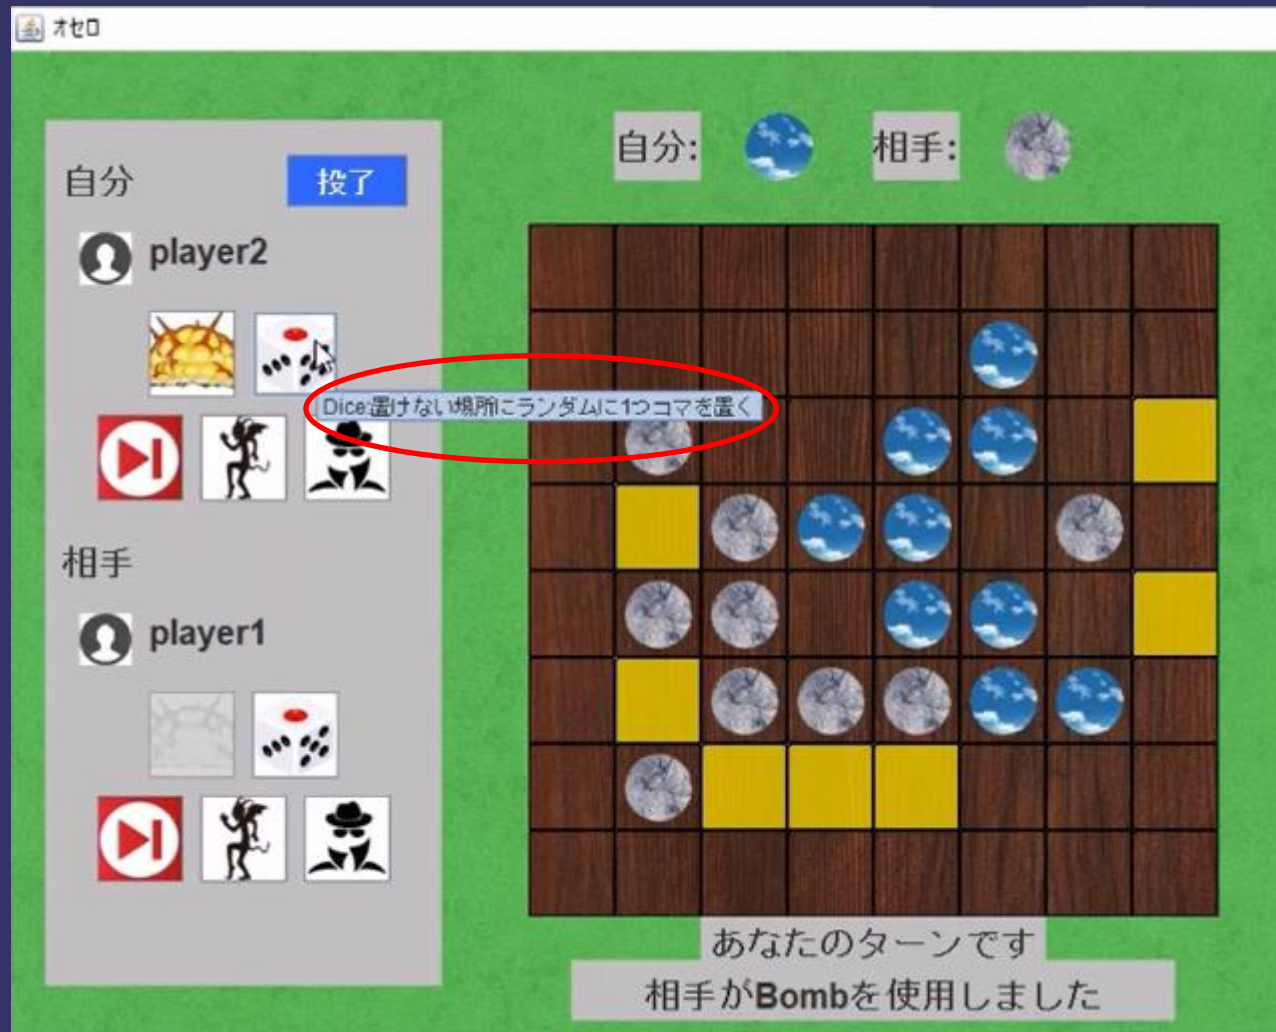 オセロ
自分
投了
player2
Dice:置けない場所にランダムに1つコマを置く
相手
player1
自分:
相手:
あなたのターンです
相手がBombを使用しました